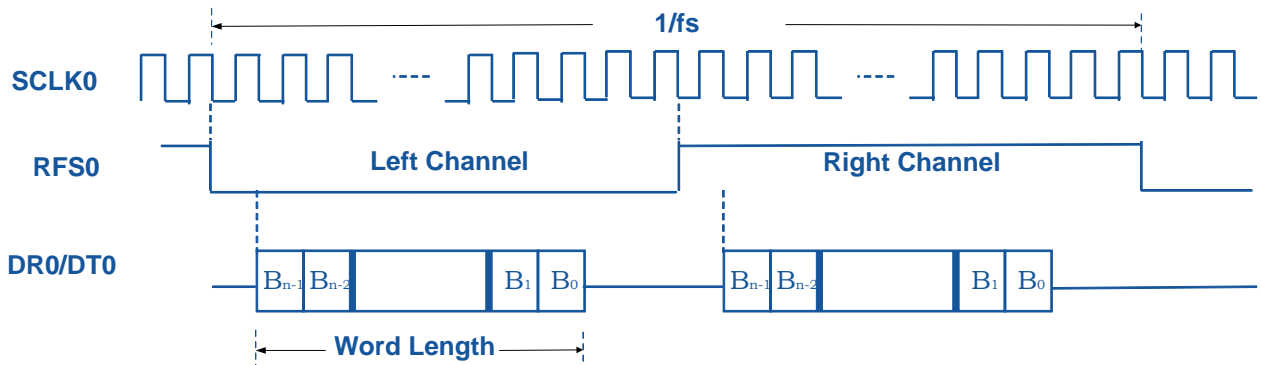 1/fs
SCLK0
RFS0
Left Channel
Right Channel
DR0/DT0
Bn-1 Bn-2 B1 B0 Bn-1 Bn-2 B1 B0
Word Length